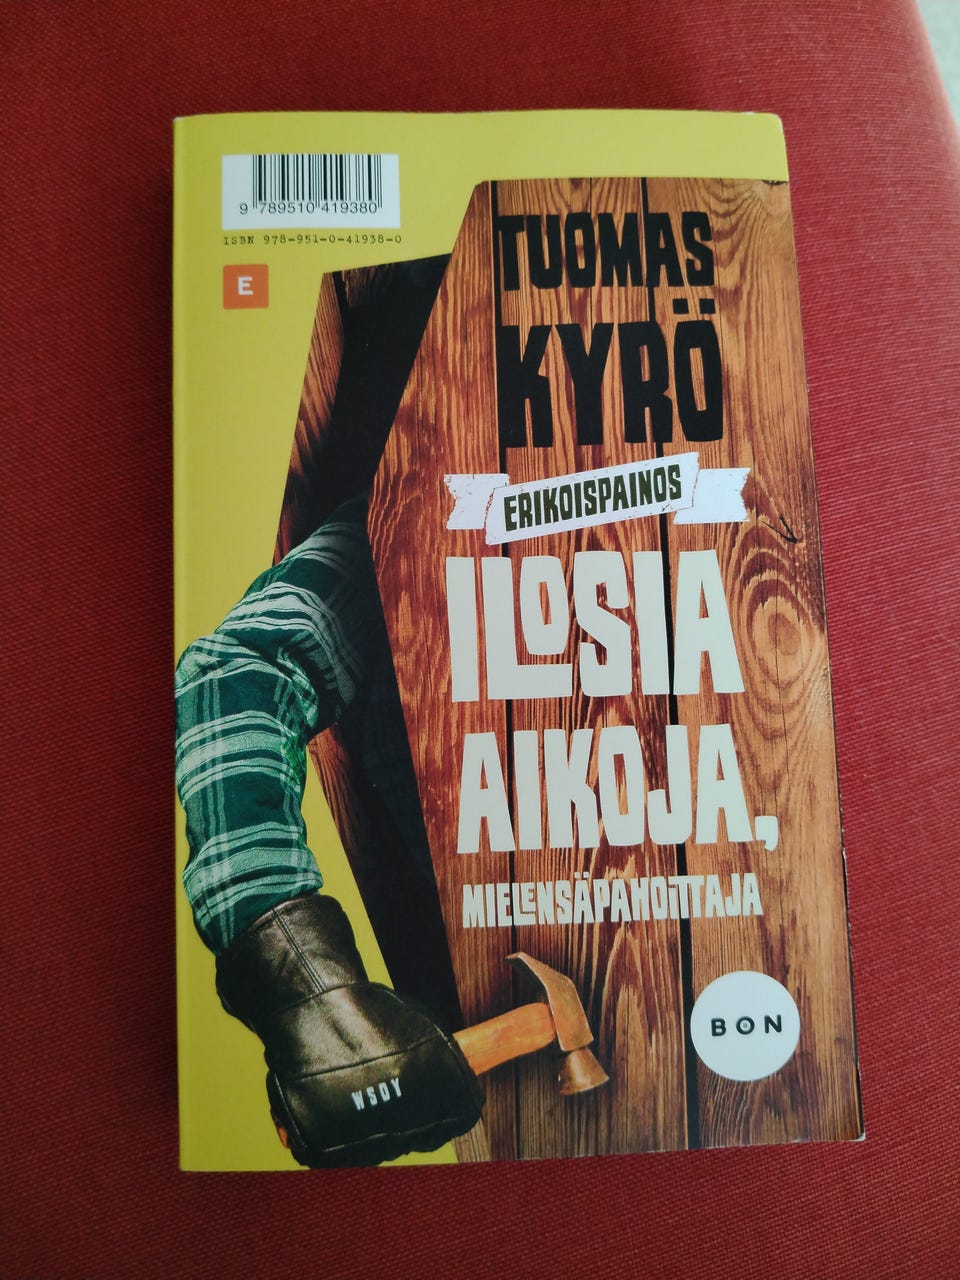 9 789510 419380
ISBN 978-951-0-41938-0
E
TUOMAS
KYRÖ
ERIKOISPAINOS
ILOSIA
AIKOJA,
MIELENSÄPAHOITTAJA
BON
WSOY